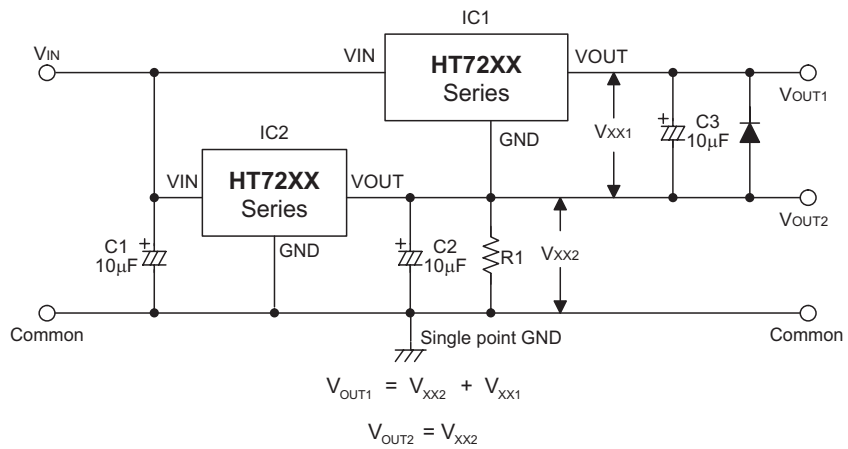 IC1
VIN
VIN
HT72XX
Series
VOUT
VOUT1
GND
VXX1
C3
10μF
+
IC2
VIN
HT72XX
Series
VOUT
VOUT2
GND
C1
10μF
+
C2
10μF
+
R1
VXX2
Common
Single point GND
Common
VOUT1 = VXX2 + VXX1
VOUT2 = VXX2